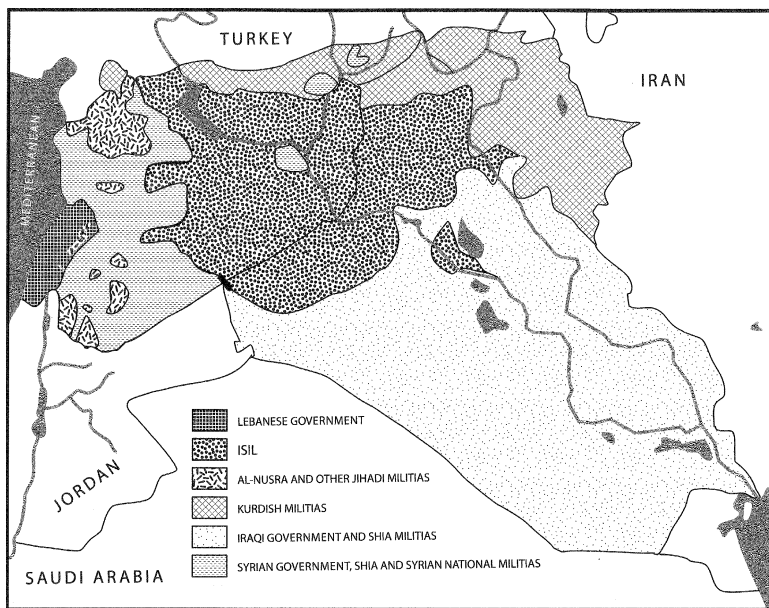 TURKEY
IRAN
MEDITERRANEAN
LEBANESE GOVERNMENT
ISIL
AL-NUSRA AND OTHER JIHADI MILITIAS
KURDISH MILITIAS
IRAQI GOVERNMENT AND SHIA MILITIAS
SYRIAN GOVERNMENT, SHIA AND SYRIAN NATIONAL MILITIAS
JORDAN
SAUDI ARABIA